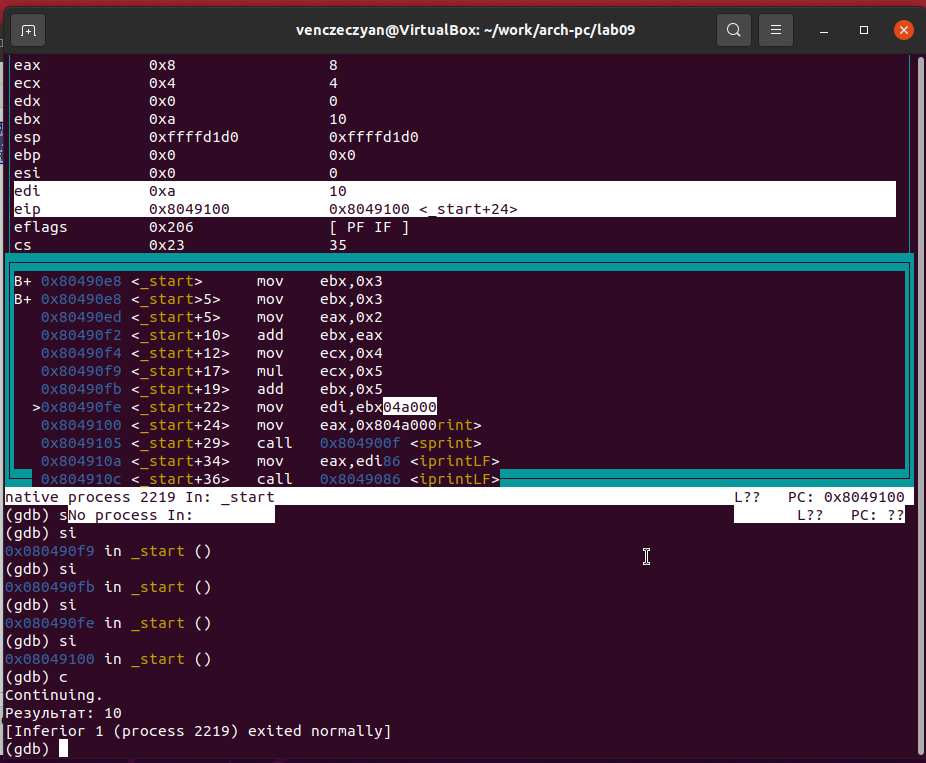 venczeczyan@VirtualBox: ~/work/arch-pc/lab09
eax 0x8 8
ecx 0x4 4
edx 0x0 0
ebx 0xa 10
esp 0xffffd1d0 0xffffd1d0
ebp 0x0 0x0
esi 0x0 0
edi 0xa 10
eip 0x8049100 0x8049100 <_start+24>
eflags 0x206 [ PF IF ]
cs 0x23 35
B+ 0x80490e8 <_start> mov ebx,0x3
B+ 0x80490e8 <_start>5> mov ebx,0x3
0x80490ed <_start+5> mov eax,0x2
0x80490f2 <_start+10> add ebx,eax
0x80490f4 <_start+12> mov ecx,0x4
0x80490f9 <_start+17> mul ecx,0x5
0x80490fb <_start+19> add ebx,0x5
>0x80490fe <_start+22> mov edi,ebx04a000
0x8049100 <_start+24> mov eax,0x804a000rint>
0x8049105 <_start+29> call 0x804900f <sprint>
0x804910a <_start+34> mov eax,edi86 <iprintLF>
0x804910c <_start+36> call 0x8049086 <iprintLF>
native process 2219 In: _start L?? PC: 0x8049100
(gdb) sNo process In: L?? PC: ??
(gdb) si
0x080490f9 in _start ()
(gdb) si
0x080490fb in _start ()
(gdb) si
0x080490fe in _start ()
(gdb) si
0x08049100 in _start ()
(gdb) c
Continuing.
Результат: 10
[Inferior 1 (process 2219) exited normally]
(gdb)